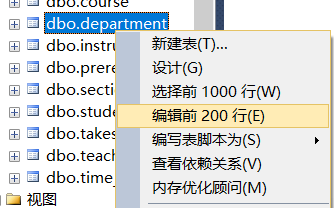 dbo.course
dbo.department
dbo.instru
dbo.prere
dbo.sectio
dbo.stude
dbo.takes
dbo.teach
dbo.time_
视图
新建表(T)...
设计(G)
选择前 1000 行(W)
编辑前 200 行(E)
编写表脚本为(S)
查看依赖关系(V)
内存优化顾问(M)